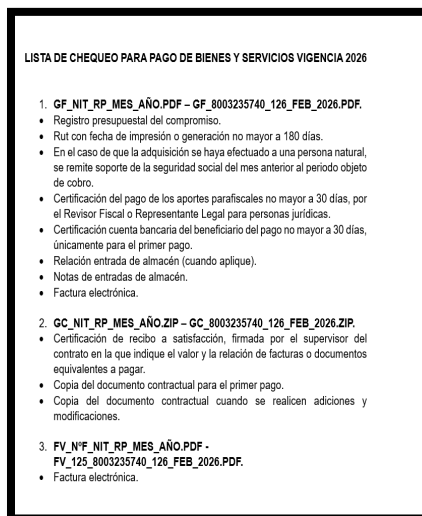 LISTA DE CHEQUEO PARA PAGO DE BIENES Y SERVICIOS VIGENCIA 2026
1. GF_NIT_RP_MES_AÑO.PDF – GF_8003235740_126_FEB_2026.PDF.
• Registro presupuestal del compromiso.
• Rut con fecha de impresión o generación no mayor a 180 días.
• En el caso de que la adquisición se haya efectuado a una persona natural,
se remite soporte de la seguridad social del mes anterior al periodo objeto
de cobro.
• Certificación del pago de los aportes parafiscales no mayor a 30 días, por
el Revisor Fiscal o Representante Legal para personas jurídicas.
• Certificación cuenta bancaria del beneficiario del pago no mayor a 30 días,
únicamente para el primer pago.
• Relación entrada de almacén (cuando aplique).
• Notas de entradas de almacén.
• Factura electrónica.
2. GC_NIT_RP_MES_AÑO.ZIP – GC_8003235740_126_FEB_2026.ZIP.
• Certificación de recibo a satisfacción, firmada por el supervisor del
contrato en la que indique el valor y la relación de facturas o documentos
equivalentes a pagar.
• Copia del documento contractual para el primer pago.
• Copia del documento contractual cuando se realicen adiciones y
modificaciones.
3. FV_NºF_NIT_RP_MES_AÑO.PDF -
FV_125_8003235740_126_FEB_2026.PDF.
• Factura electrónica.